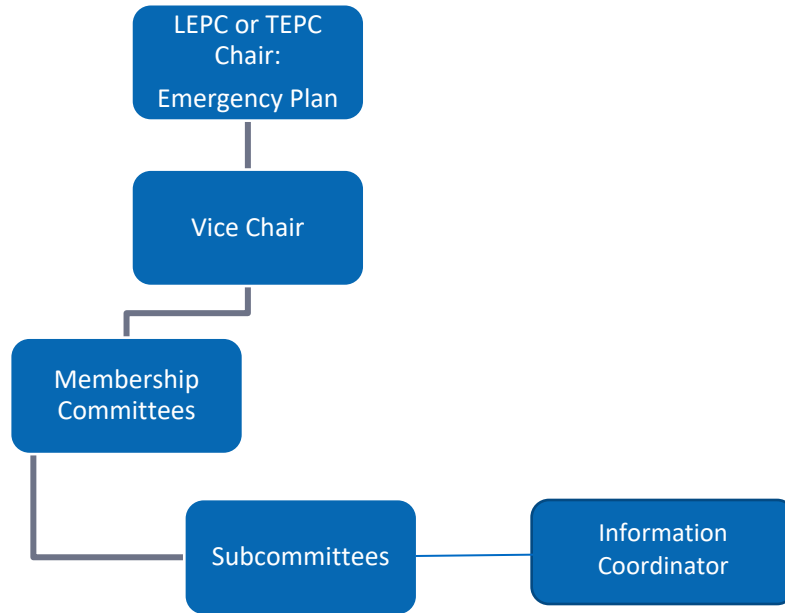 LEPC or TEPC
Chair:
Emergency Plan
Vice Chair
Membership
Committees
Subcommittees
Information
Coordinator